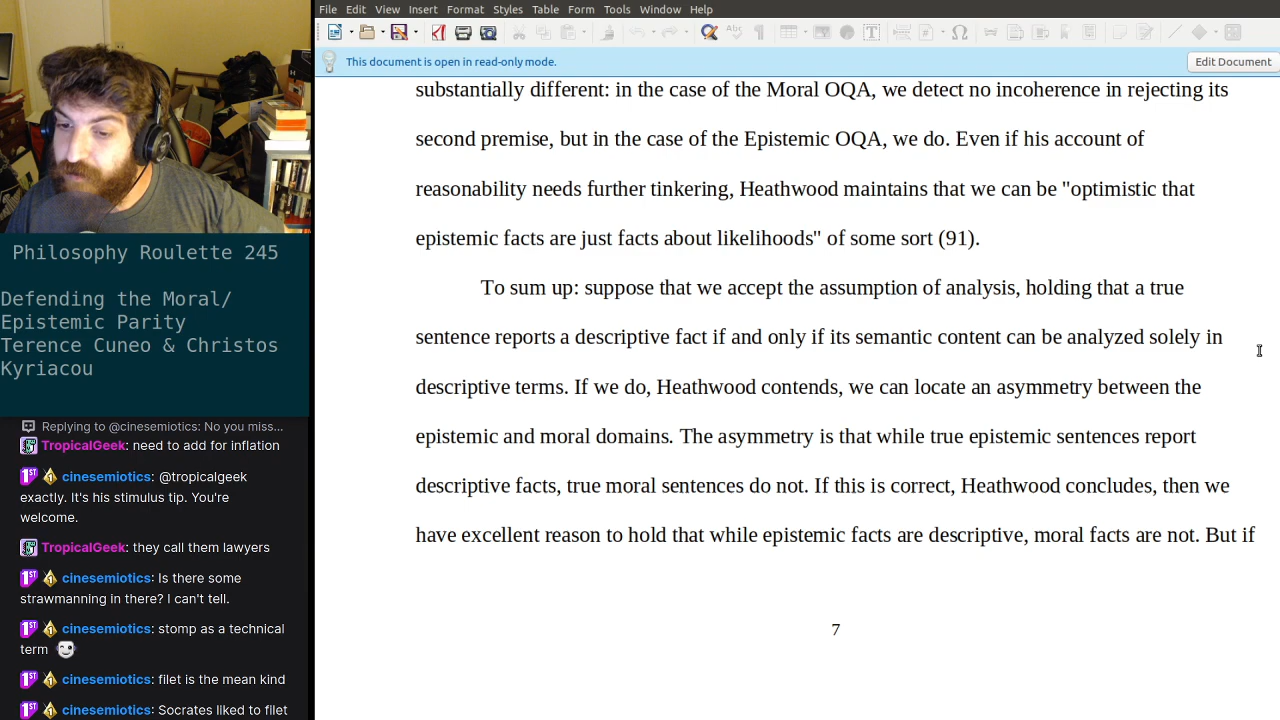 File Edit View Insert Format Styles Table Form Tools Window Help
This document is open in read-only mode.
Edit Document
substantially different: in the case of the Moral OQA, we detect no incoherence in rejecting its
second premise, but in the case of the Epistemic OQA, we do. Even if his account of
reasonability needs further tinkering, Heathwood maintains that we can be "optimistic that
epistemic facts are just facts about likelihoods" of some sort (91).
To sum up: suppose that we accept the assumption of analysis, holding that a true
sentence reports a descriptive fact if and only if its semantic content can be analyzed solely in
descriptive terms. If we do, Heathwood contends, we can locate an asymmetry between the
epistemic and moral domains. The asymmetry is that while true epistemic sentences report
descriptive facts, true moral sentences do not. If this is correct, Heathwood concludes, then we
have excellent reason to hold that while epistemic facts are descriptive, moral facts are not. But if
7
Philosophy Roulette 245
Defending the Moral/
Epistemic Parity
Terence Cuneo & Christos
Kyriacou
Replying to @cinesemiotics: No you miss...
TropicalGeek: need to add for inflation
1ST 1 cinesemiotics: @tropicalgeek
exactly. It's his stimulus tip. You're
welcome.
TropicalGeek: they call them lawyers
1ST 1 cinesemiotics: Is there some
strawmanning in there? I can't tell.
1ST 1 cinesemiotics: stomp as a technical
term
1ST 1 cinesemiotics: filet is the mean kind
1ST 1 cinesemiotics: Socrates liked to filet